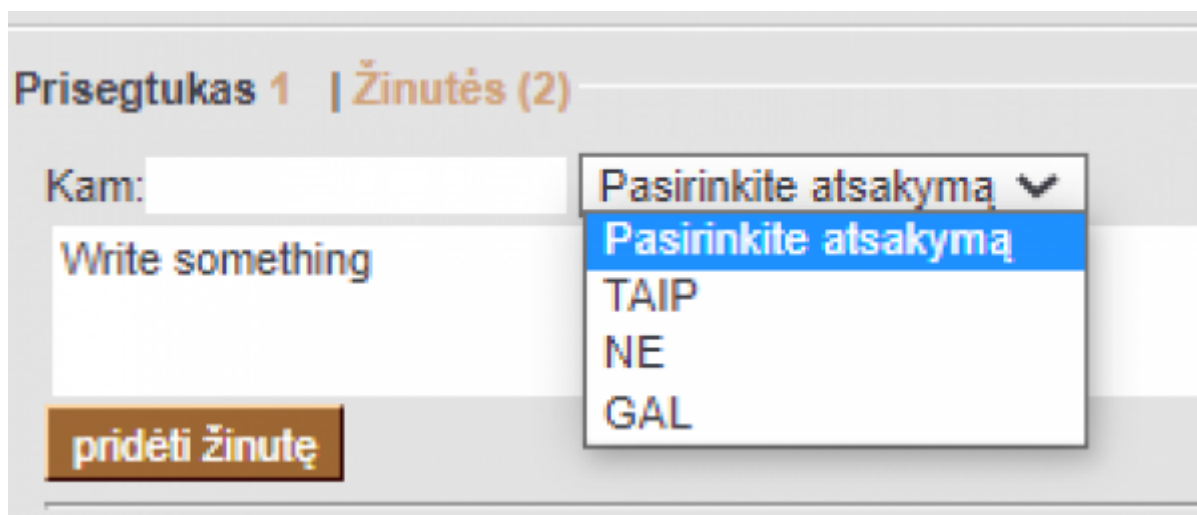 Prisegtukas 1 | Žinutės (2)
Kam: Pasirinkite atsakymą
Write something
Pasirinkite atsakymą
TAIP
NE
GAL
pridėti žinutę